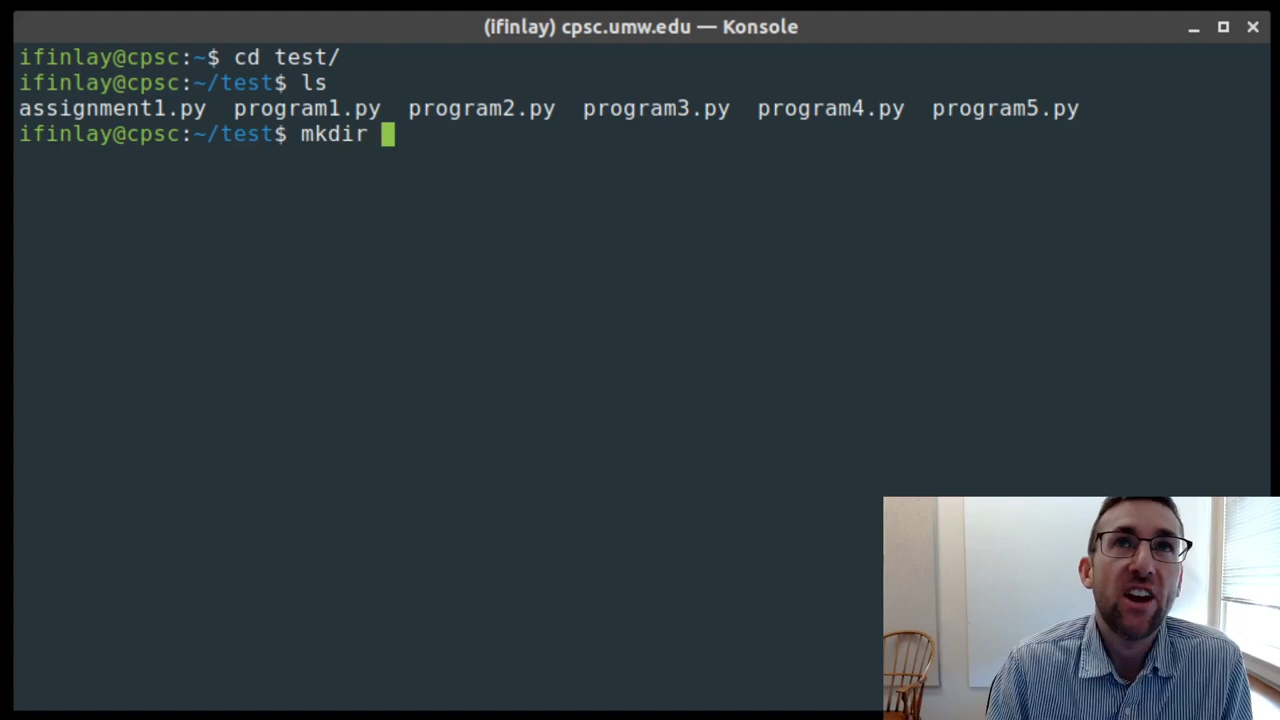 (ifinlay) cpsc.umw.edu — Konsole
ifinlay@cpsc:~$ cd test/
ifinlay@cpsc:~/test$ ls
assignment1.py  program1.py  program2.py  program3.py  program4.py  program5.py
ifinlay@cpsc:~/test$ mkdir